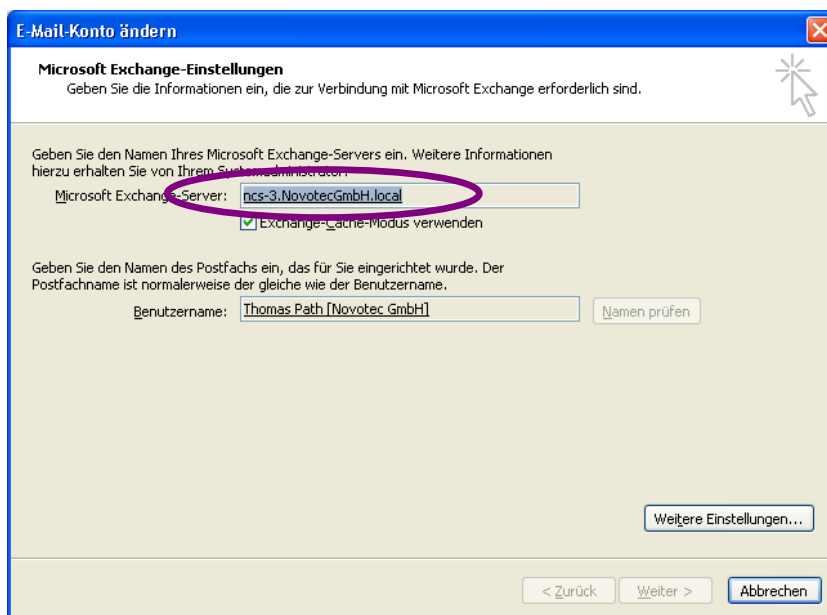 E-Mail-Konto ändern
Microsoft Exchange-Einstellungen
Geben Sie die Informationen ein, die zur Verbindung mit Microsoft Exchange erforderlich sind.
Geben Sie den Namen Ihres Microsoft Exchange-Servers ein. Weitere Informationen
hierzu erhalten Sie von Ihrem Systemadministrator.
Microsoft Exchange-Server: ncs-3.NovotecGmbH.local
Exchange-Cache-Modus verwenden
Geben Sie den Namen des Postfachs ein, das für Sie eingerichtet wurde. Der
Postfachname ist normalerweise der gleiche wie der Benutzername.
Benutzername: Thomas Path [Novotec GmbH] Namen prüfen
Weitere Einstellungen...
< Zurück Weiter > Abbrechen